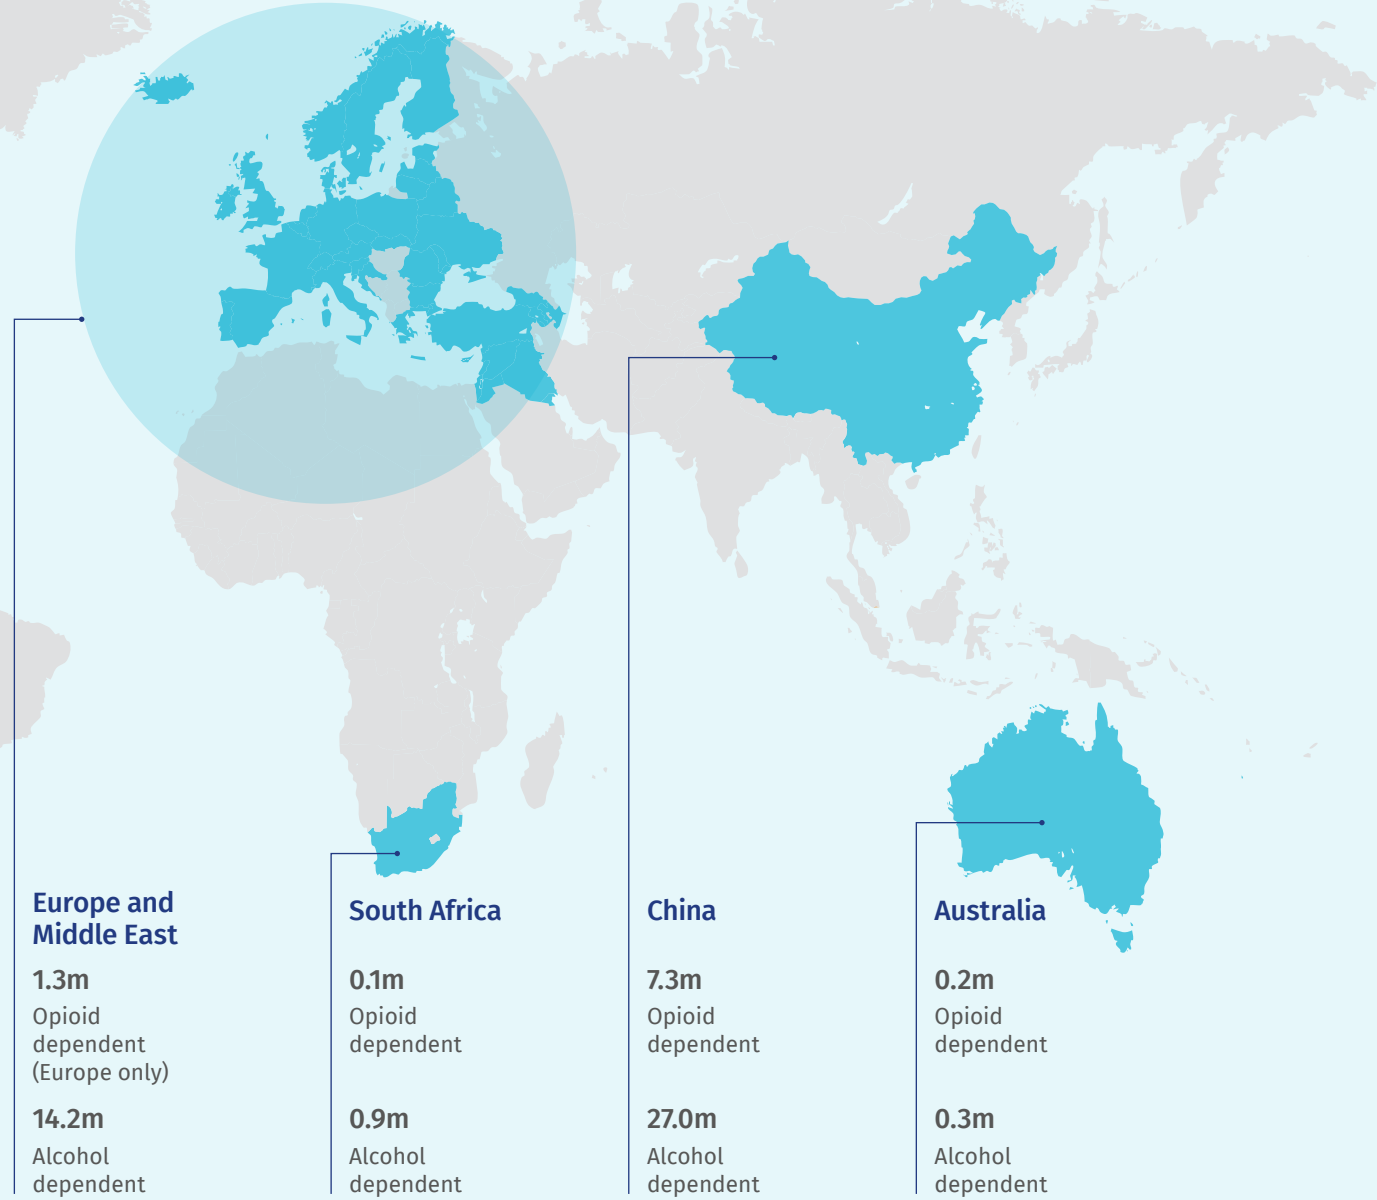 Europe and
Middle East
1.3m
Opioid
dependent
(Europe only)
14.2m
Alcohol
dependent
South Africa
0.1m
Opioid
dependent
0.9m
Alcohol
dependent
China
7.3m
Opioid
dependent
27.0m
Alcohol
dependent
Australia
0.2m
Opioid
dependent
0.3m
Alcohol
dependent